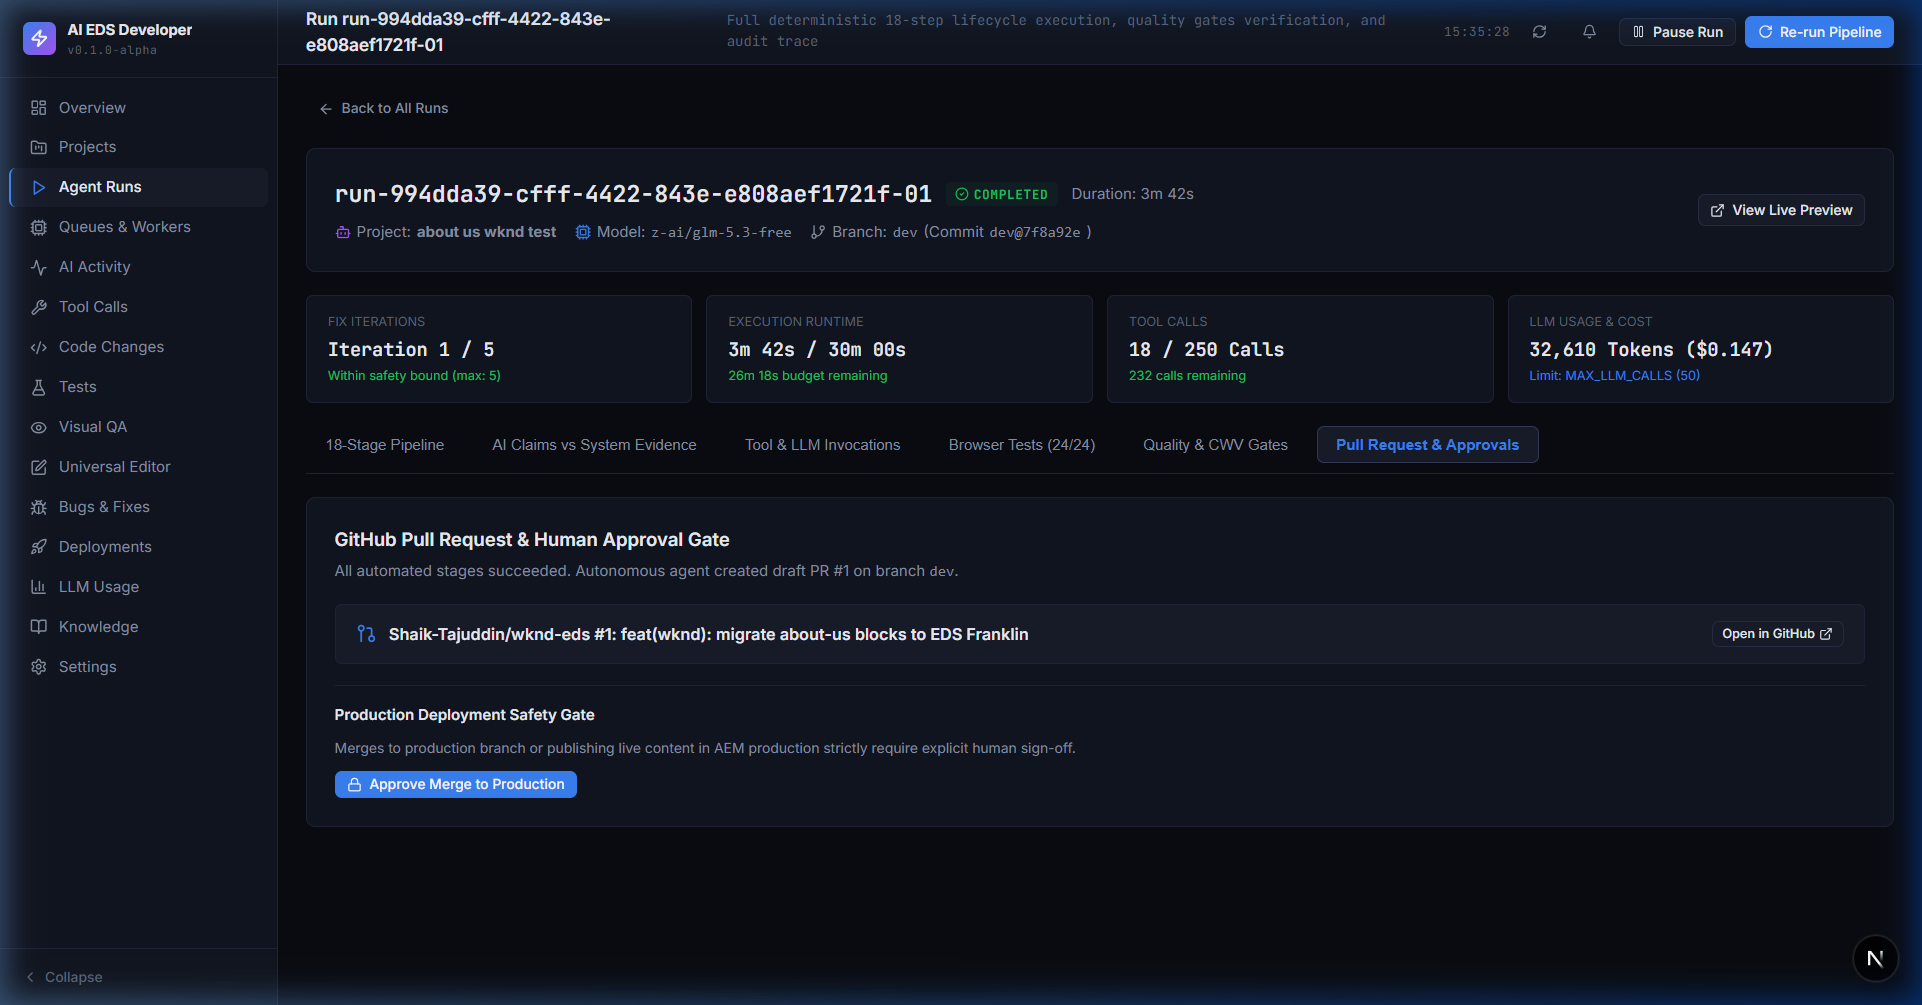 AI EDS Developer
v0.1.0-alpha
Overview
Projects
Agent Runs
Queues & Workers
AI Activity
Tool Calls
Code Changes
Tests
Visual QA
Universal Editor
Bugs & Fixes
Deployments
LLM Usage
Knowledge
Settings
Collapse
Run run-994dda39-cfff-4422-843e-
e808aef1721f-01
Full deterministic 18-step lifecycle execution, quality gates verification, and
audit trace
15:35:28
Pause Run
Re-run Pipeline
Back to All Runs
run-994dda39-cfff-4422-843e-e808aef1721f-01 COMPLETED Duration: 3m 42s
Project: about us wknd test Model: z-ai/glm-5.3-free Branch: dev (Commit dev@7f8a92e )
View Live Preview
FIX ITERATIONS
Iteration 1 / 5
Within safety bound (max: 5)
EXECUTION RUNTIME
3m 42s / 30m 00s
26m 18s budget remaining
TOOL CALLS
18 / 250 Calls
232 calls remaining
LLM USAGE & COST
32,610 Tokens ($0.147)
Limit: MAX_LLM_CALLS (50)
18-Stage Pipeline AI Claims vs System Evidence Tool & LLM Invocations Browser Tests (24/24) Quality & CWV Gates Pull Request & Approvals
GitHub Pull Request & Human Approval Gate
All automated stages succeeded. Autonomous agent created draft PR #1 on branch dev.
Shaik-Tajuddin/wknd-eds #1: feat(wknd): migrate about-us blocks to EDS Franklin
Open in GitHub
Production Deployment Safety Gate
Merges to production branch or publishing live content in AEM production strictly require explicit human sign-off.
Approve Merge to Production
N